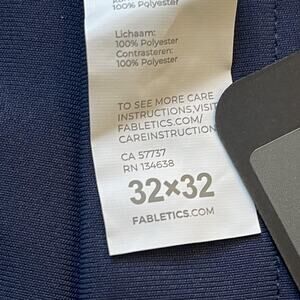 100% Polyester
Lichaam:
100% Polyester
Contrasteren:
100% Polyester
TO SEE MORE CARE
INSTRUCTIONS, VISIT
FABLETICS.COM/
CAREINSTRUCTION
CA 57737
RN 134638
32×32
FABLETICS.COM